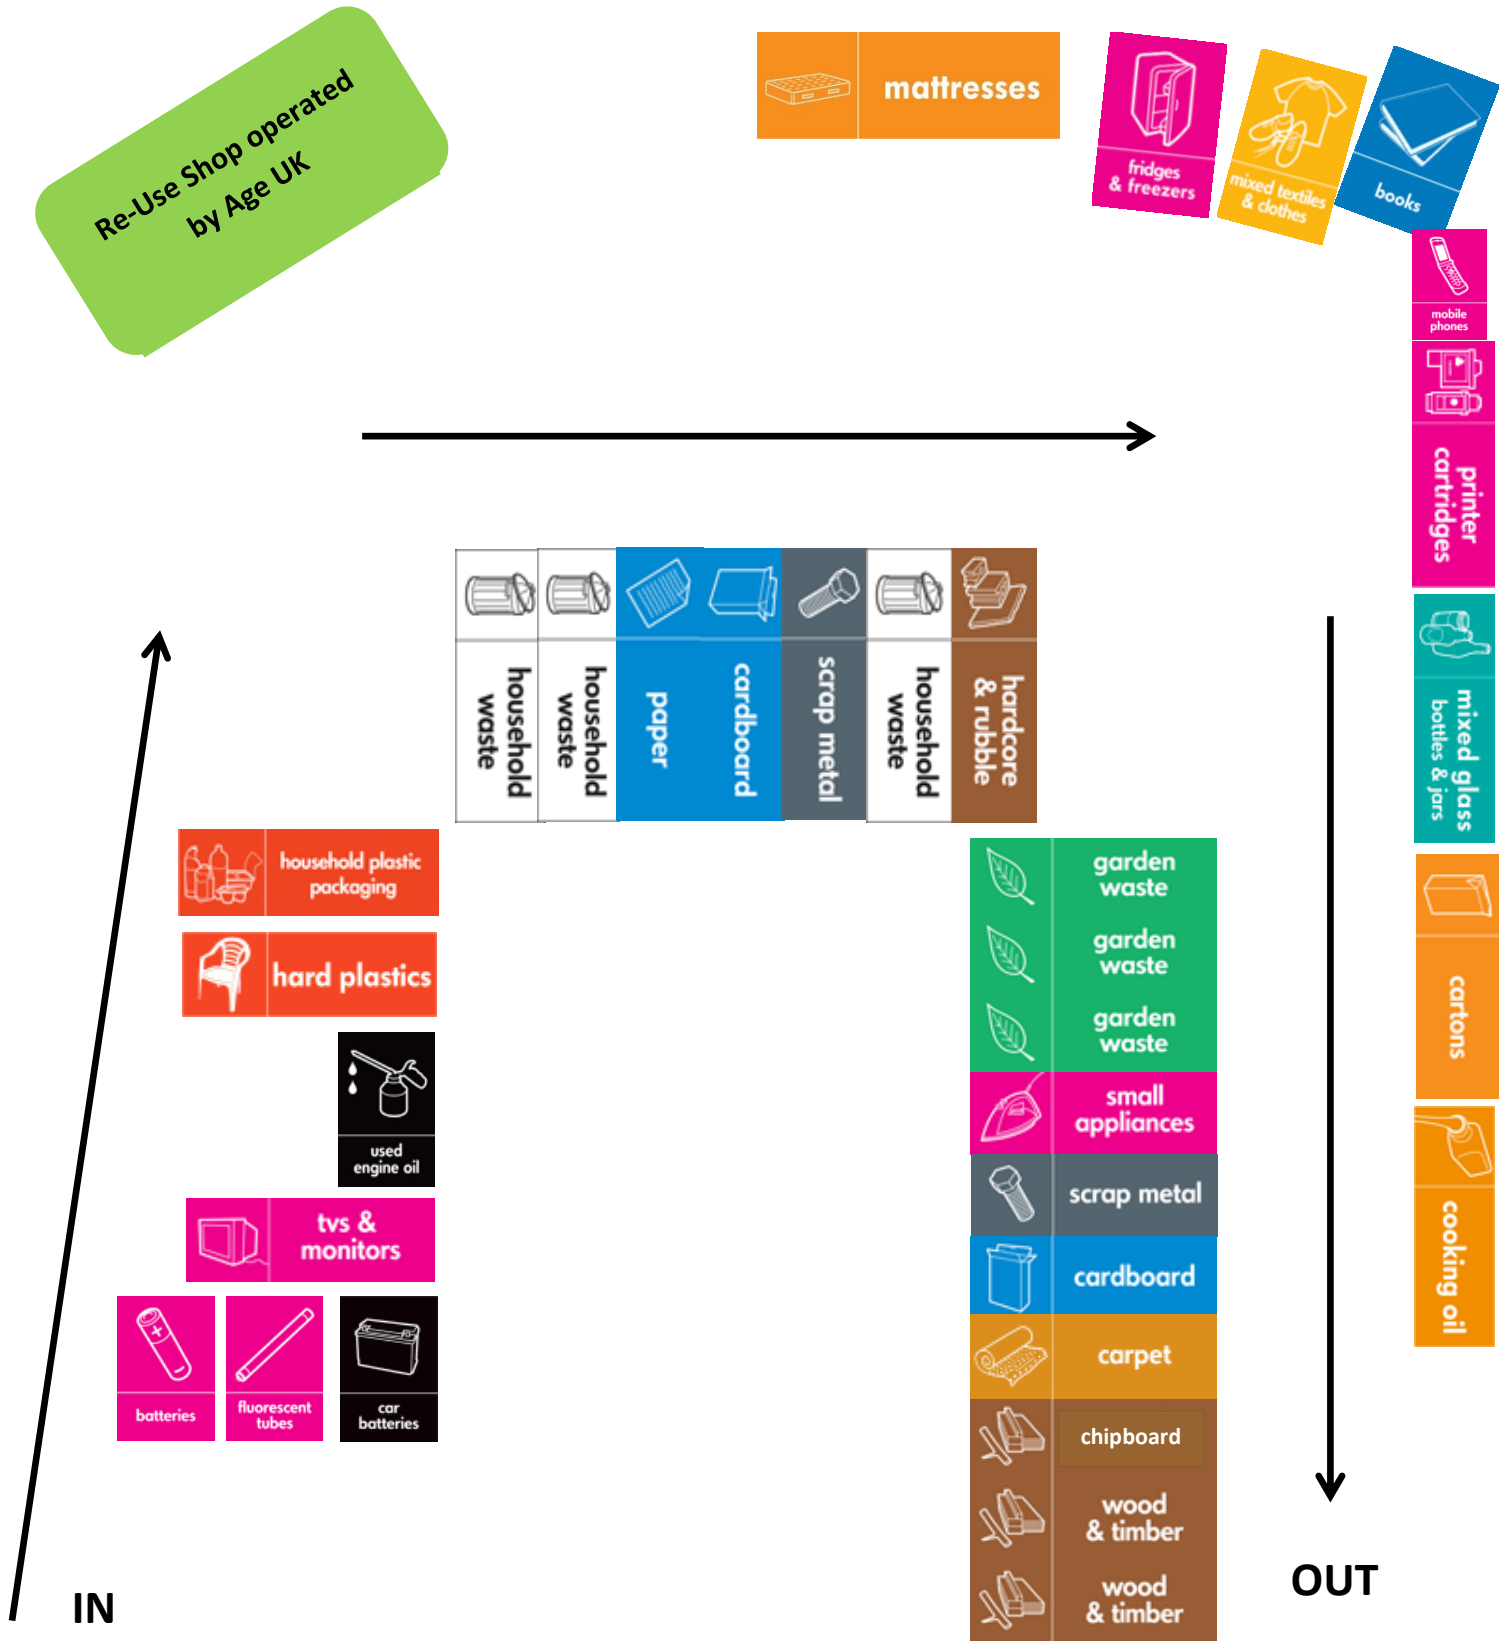 Re-Use Shop operated
by Age UK
mattresses
fridges
& freezers
mixed textiles
& clothes
books
mobile
phones
printer
cartridges
mixed glass
bottles & jars
cartons
cooking oil
household
waste
household
waste
paper
cardboard
scrap metal
household
waste
hardcore
& rubble
household plastic
packaging
hard plastics
used
engine oil
tvs &
monitors
batteries
fluorescent
tubes
car
batteries
garden
waste
garden
waste
garden
waste
small
appliances
scrap metal
cardboard
carpet
chipboard
wood
& timber
wood
& timber
IN
OUT